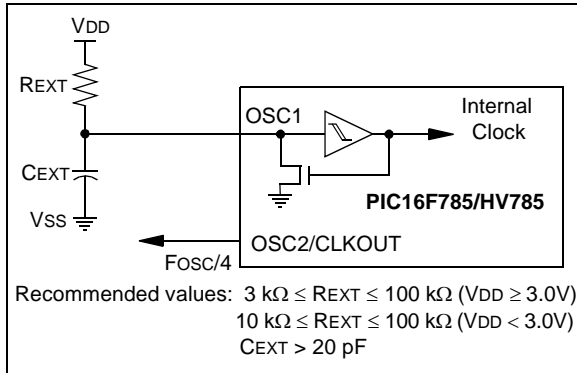 VDD
REXT
OSC1
Internal
Clock
CEXT
PIC16F785/HV785
VSS
OSC2/CLKOUT
FOSC/4
Recommended values: 3 kΩ ≤ REXT ≤ 100 kΩ (VDD ≥ 3.0V)
10 kΩ ≤ REXT ≤ 100 kΩ (VDD < 3.0V)
CEXT > 20 pF